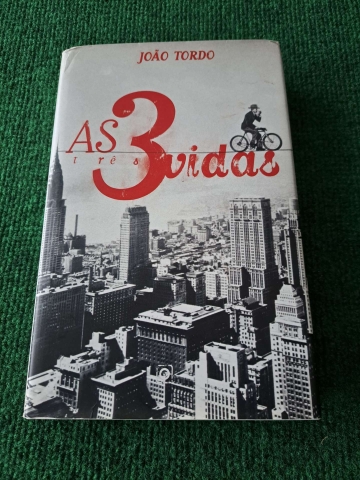 JOÃO TORDO
AS 3 vidas
três